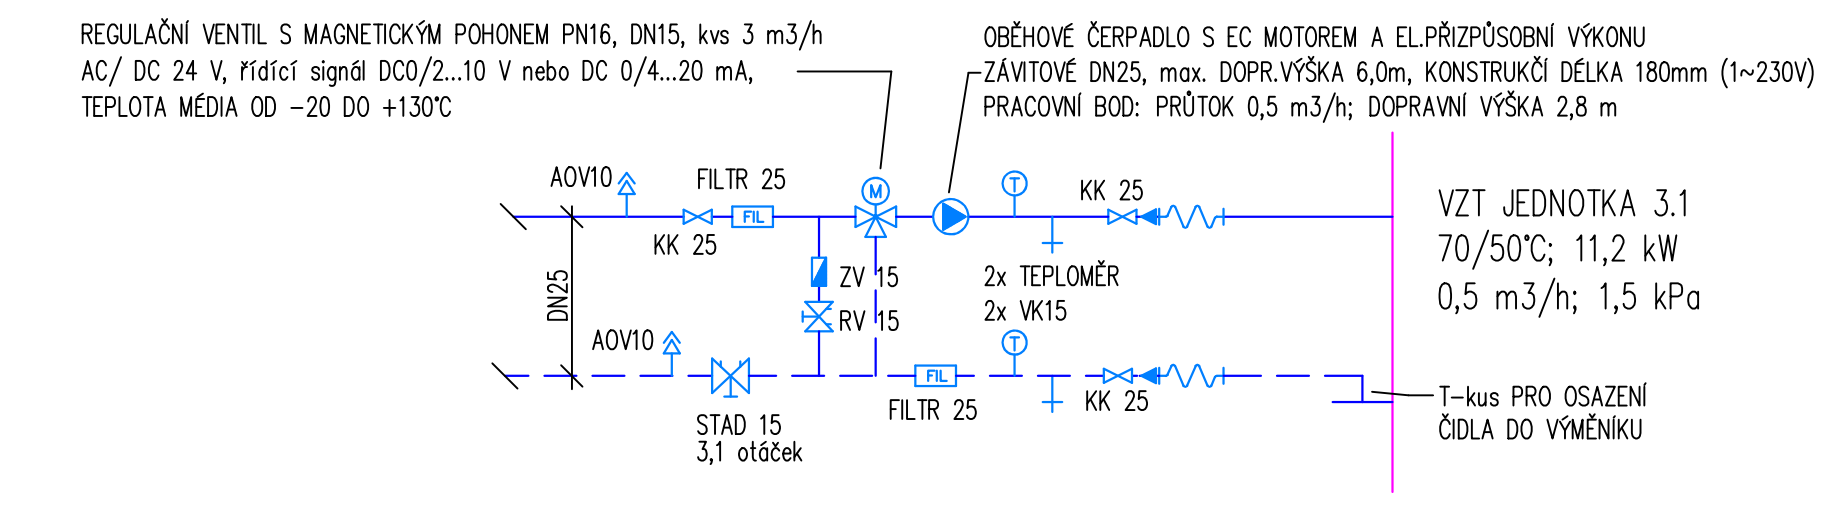 REGULAČNÍ VENTIL S MAGNETICKÝM POHONEM PN16, DN15, kvs 3 m3/h
AC/ DC 24 V, řídící signál DC0/2...10 V nebo DC 0/4...20 mA,
TEPLOTA MÉDIA OD -20 DO +130°C
OBĚHOVÉ ČERPADLO S EC MOTOREM A EL.PŘIZPŮSOBNÍ VÝKONU
ZÁVITOVÉ DN25, max. DOPR.VÝŠKA 6,0m, KONSTRUKČÍ DÉLKA 180mm (1~230V)
PRACOVNÍ BOD: PRŮTOK 0,5 m3/h; DOPRAVNÍ VÝŠKA 2,8 m
AOV10
FILTR 25
M
T
KK 25
FIL
KK 25
VZT JEDNOTKA 3.1
70/50°C; 11,2 kW
0,5 m3/h; 1,5 kPa
DN25
ZV 15
RV 15
2x TEPLOMĚR
2x VK15
AOV10
T
FIL
KK 25
FILTR 25
STAD 15
3,1 otáček
T-kus PRO OSAZENÍ
ČIDLA DO VÝMĚNÍKU